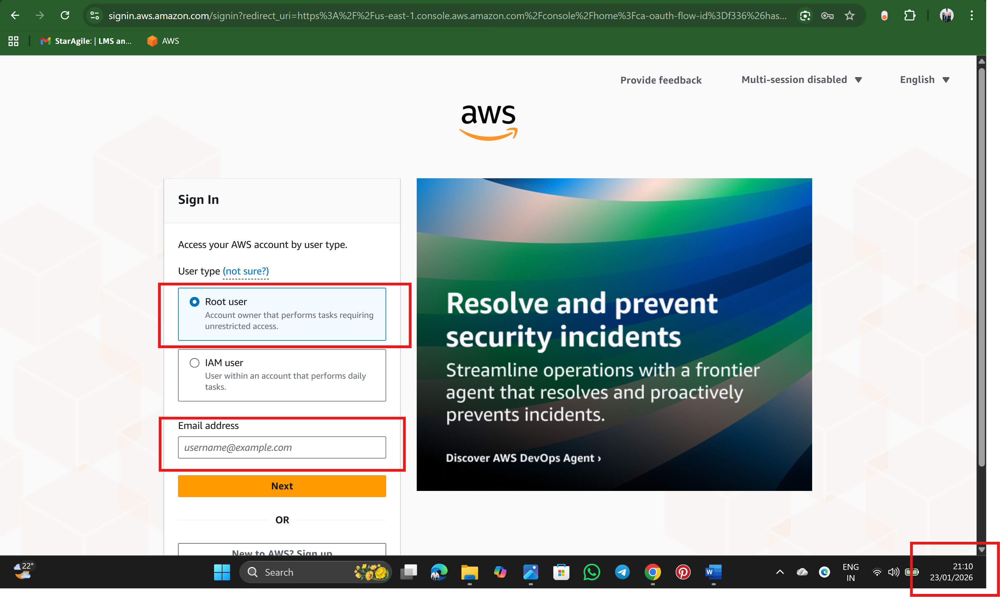 signin.aws.amazon.com/signin?redirect_uri=https%3A%2F%2Fus-east-1.console.aws.amazon.com%2Fconsole%2Fhome%3Fca-oauth-flow-id%3Df336%26has...
StarAgile: | LMS an...
AWS
Provide feedback
Multi-session disabled
English
aws
Sign In
Access your AWS account by user type.
User type (not sure?)
Root user
Account owner that performs tasks requiring
unrestricted access.
IAM user
User within an account that performs daily
tasks.
Email address
username@example.com
Next
OR
New to AWS? Sign up
Resolve and prevent
security incidents
Streamline operations with a frontier
agent that resolves and proactively
prevents incidents.
Discover AWS DevOps Agent ›
22°
Search
W
ENG
IN
21:10
23/01/2026